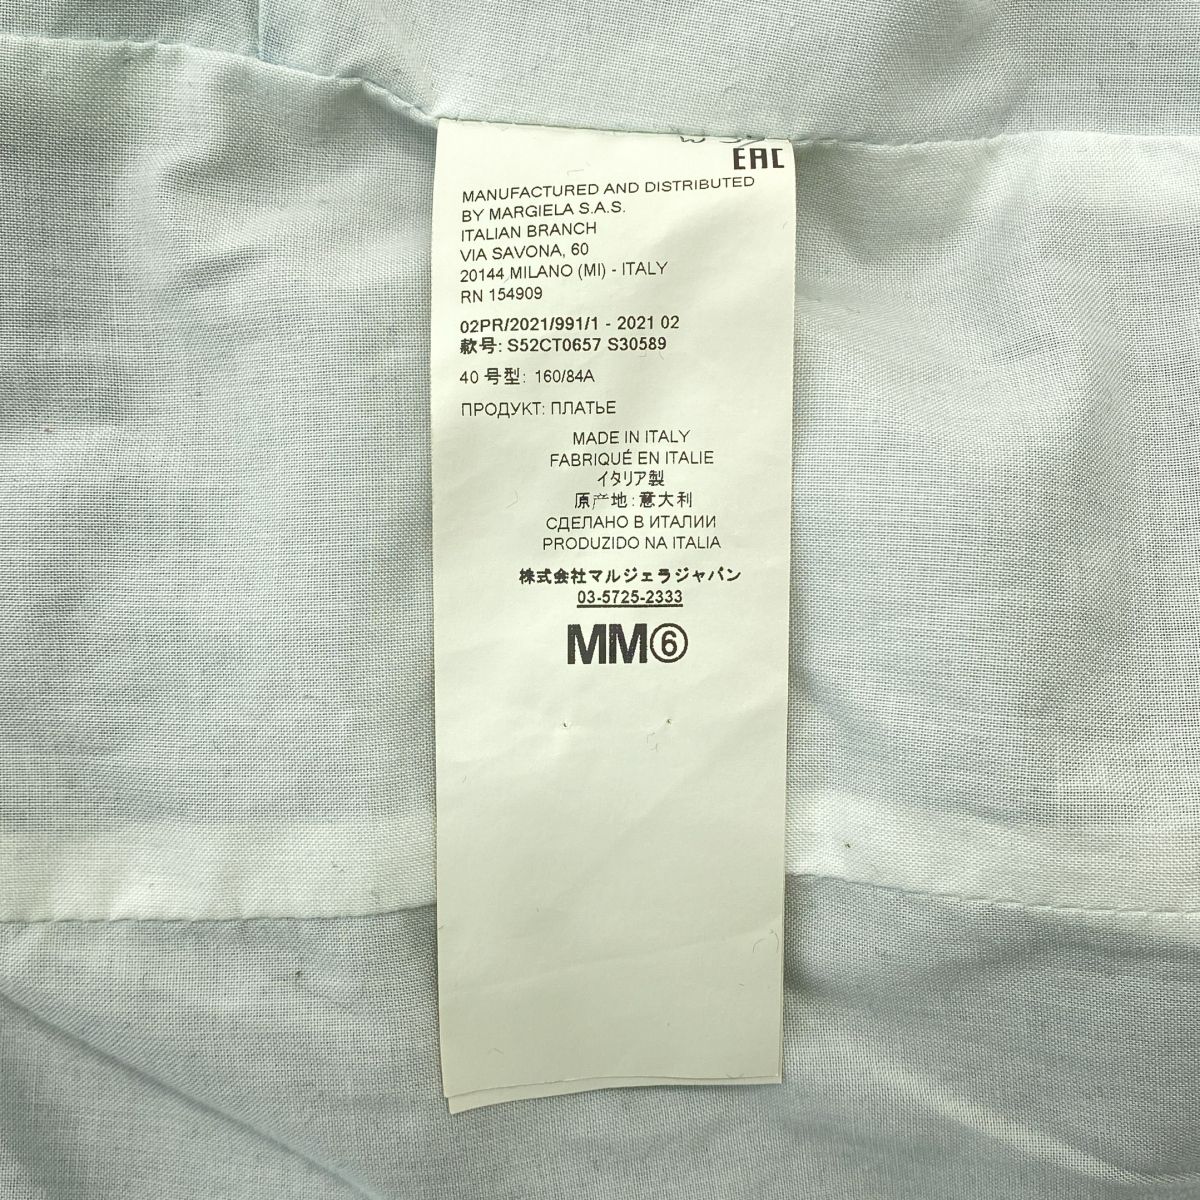 EAC
MANUFACTURED AND DISTRIBUTED
BY MARGIELA S.A.S.
ITALIAN BRANCH
VIA SAVONA, 60
20144 MILANO (MI) - ITALY
RN 154909
02PR/2021/991/1 - 2021 02
款号: S52CT0657 S30589
40 号型: 160/84A
ПРОДУКТ: ПЛАТЬЕ
MADE IN ITALY
FABRIQUÉ EN ITALIE
イタリア製
原产地:意大利
СДЕЛАНО В ИТАЛИИ
PRODUZIDO NA ITALIA
株式会社マルジェラジャパン
03-5725-2333
MM⑥